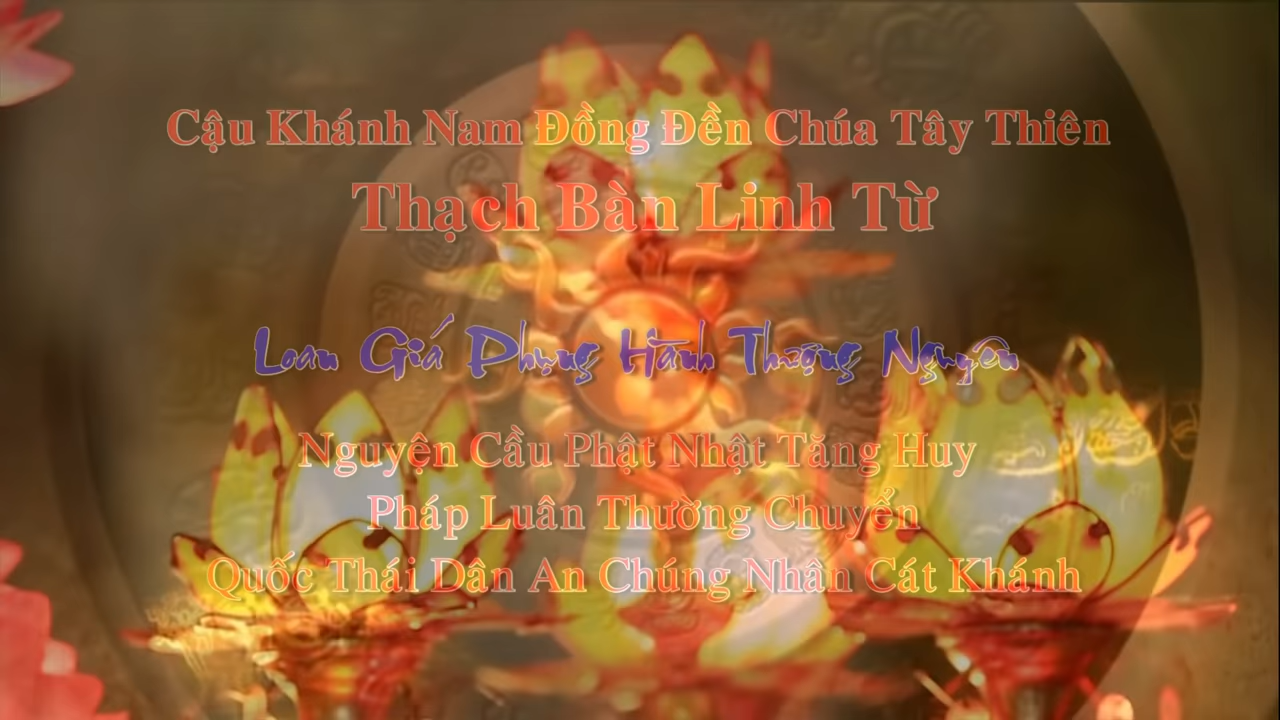 Cậu Khánh Nam Đồng Đền Chúa Tây Thiên
Thạch Bàn Linh Từ
Loan Giá Phụng Hành Thượng Nguyên
Nguyện Cầu Phật Nhật Tăng Huy
Pháp Luân Thường Chuyển
Quốc Thái Dân An Chúng Nhân Cát Khánh